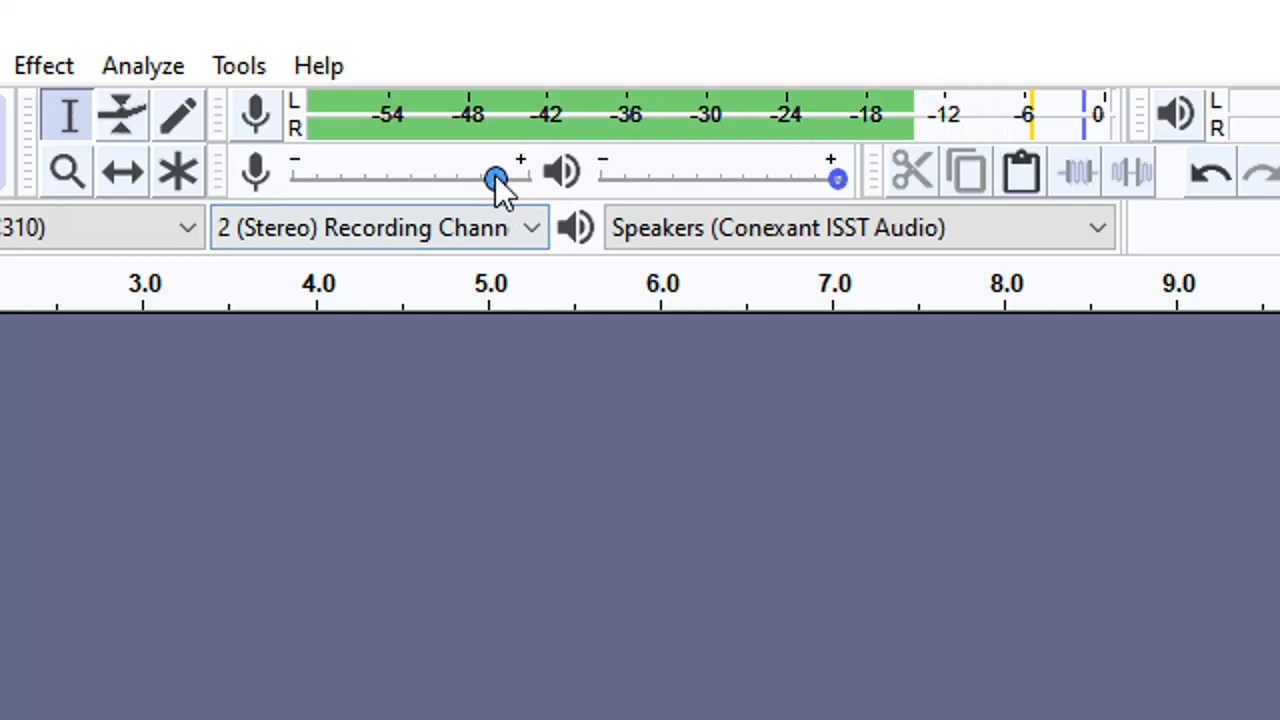 Effect Analyze Tools Help
L -54 -48 -42 -36 -30 -24 -18 -12 -6 0 L
R R
- + - +
C310) 2 (Stereo) Recording Chann Speakers (Conexant ISST Audio)
3.0 4.0 5.0 6.0 7.0 8.0 9.0